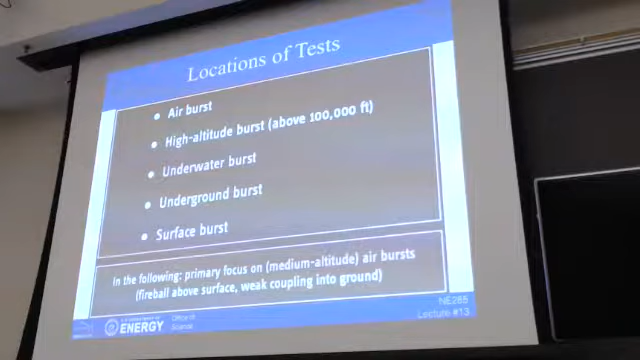 Locations of Tests
• Air burst
• High-altitude burst (above 100,000 ft)
• Underwater burst
• Underground burst
• Surface burst
In the following: primary focus on (medium-altitude) air bursts
(fireball above surface, weak coupling into ground)
ENERGY
Office of
Science
NE265
Lecture #13